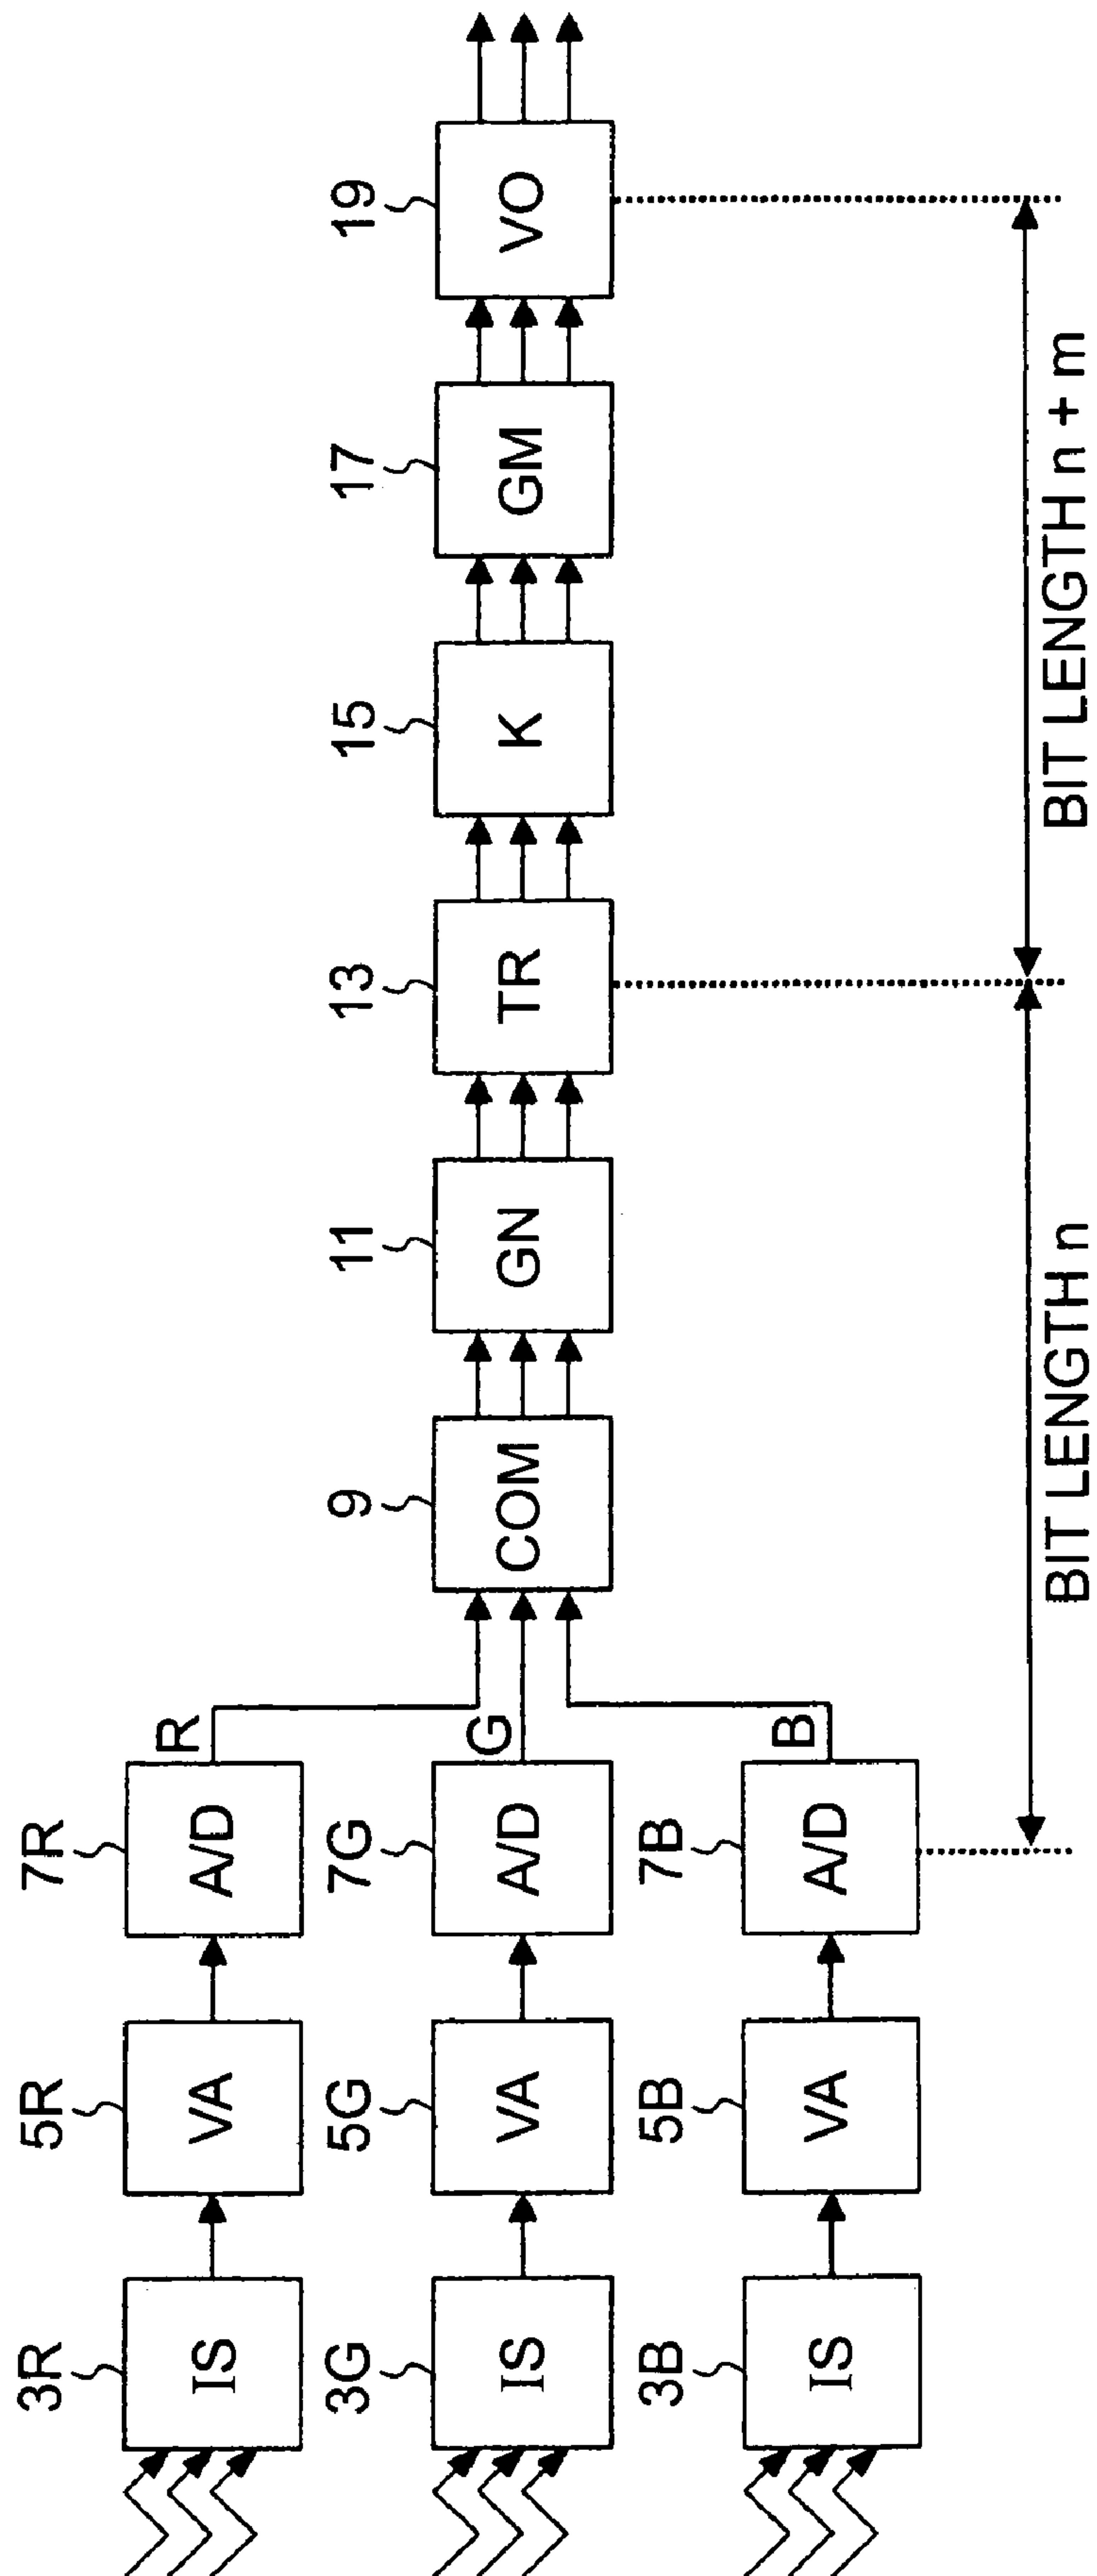 3R
IS
5R
VA
7R
A/D
R
3G
IS
5G
VA
7G
A/D
G
3B
IS
5B
VA
7B
A/D
B
9
COM
11
GN
13
TR
15
K
17
GM
19
VO
BIT LENGTH n
BIT LENGTH n + m